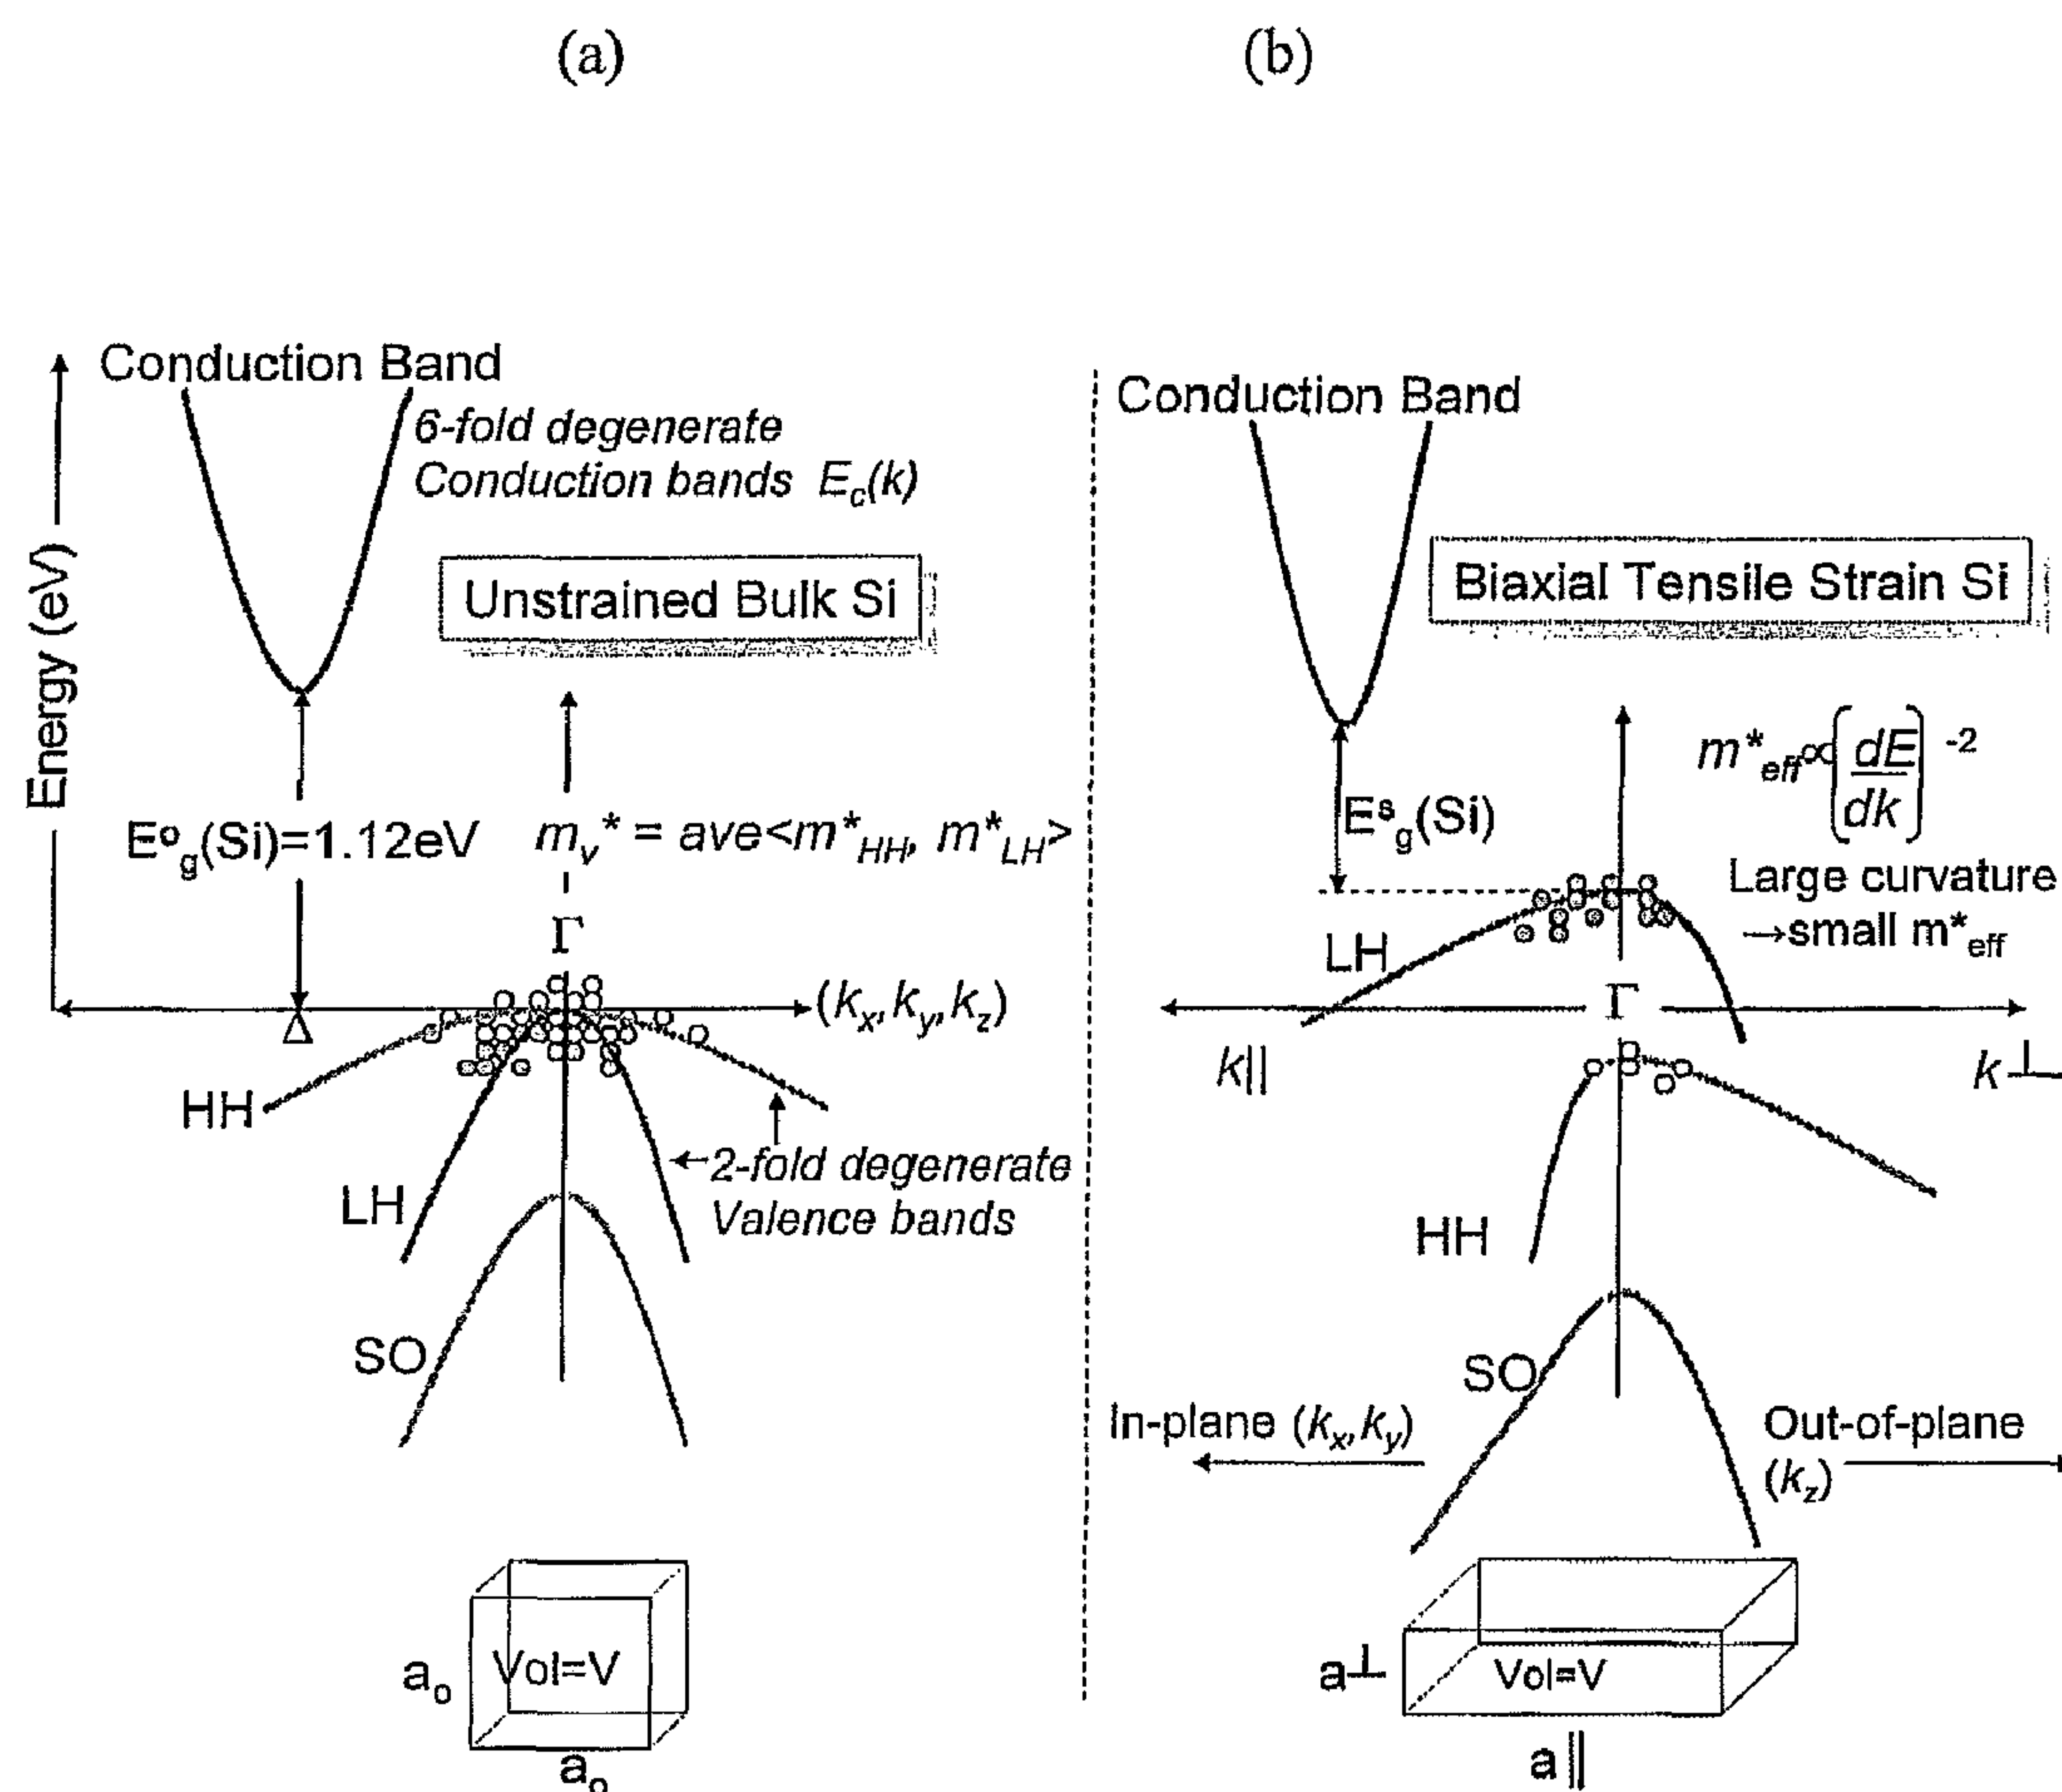 (a)
Conduction Band
6-fold degenerate
Conduction bands E_c(k)
Unstrained Bulk Si
Energy (eV)
E°_g(Si)=1.12eV
m_v* = ave<m*_HH, m*_LH>
Γ
(k_x,k_y,k_z)
Δ
HH
LH
2-fold degenerate
Valence bands
SO
Vol=V
a_o
a_o
(b)
Conduction Band
Biaxial Tensile Strain Si
m*_eff∝(dE/dk)^-2
E^s_g(Si)
Large curvature
→small m*_eff
LH
Γ
k||
k⊥
HH
SO
In-plane (k_x,k_y)
Out-of-plane
(k_z)
a⊥
Vol=V
a||